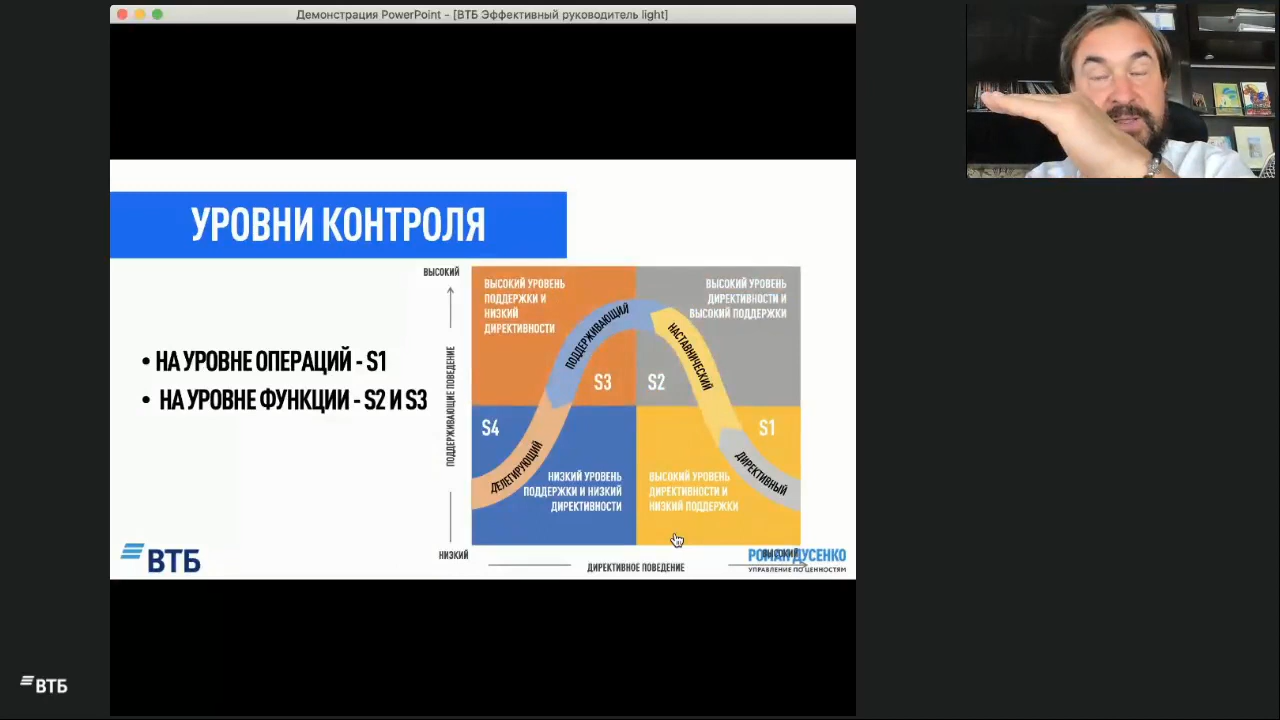 Демонстрация PowerPoint - [ВТБ Эффективный руководитель light]
УРОВНИ КОНТРОЛЯ
• НА УРОВНЕ ОПЕРАЦИЙ - S1
• НА УРОВНЕ ФУНКЦИИ - S2 И S3
ВЫСОКИЙ
ПОДДЕРЖИВАЮЩИЕ ПОВЕДЕНИЕ
НИЗКИЙ
ВЫСОКИЙ УРОВЕНЬ
ПОДДЕРЖКИ И
НИЗКИЙ
ДИРЕКТИВНОСТИ
ПОДДЕРЖИВАЮЩИЙ
S3
ВЫСОКИЙ УРОВЕНЬ
ДИРЕКТИВНОСТИ И
ВЫСОКИЙ ПОДДЕРЖКИ
НАСТАВНИЧЕСКИЙ
S2
S4
ДЕЛЕГИРУЮЩИЙ
НИЗКИЙ УРОВЕНЬ
ПОДДЕРЖКИ И НИЗКИЙ
ДИРЕКТИВНОСТИ
S1
ДИРЕКТИВНЫЙ
ВЫСОКИЙ УРОВЕНЬ
ДИРЕКТИВНОСТИ И
НИЗКИЙ ПОДДЕРЖКИ
ДИРЕКТИВНОЕ ПОВЕДЕНИЕ
ВЫСОКИЙ
ВТБ
РОМАН ДУСЕНКО
УПРАВЛЕНИЕ ПО ЦЕННОСТЯМ
ВТБ